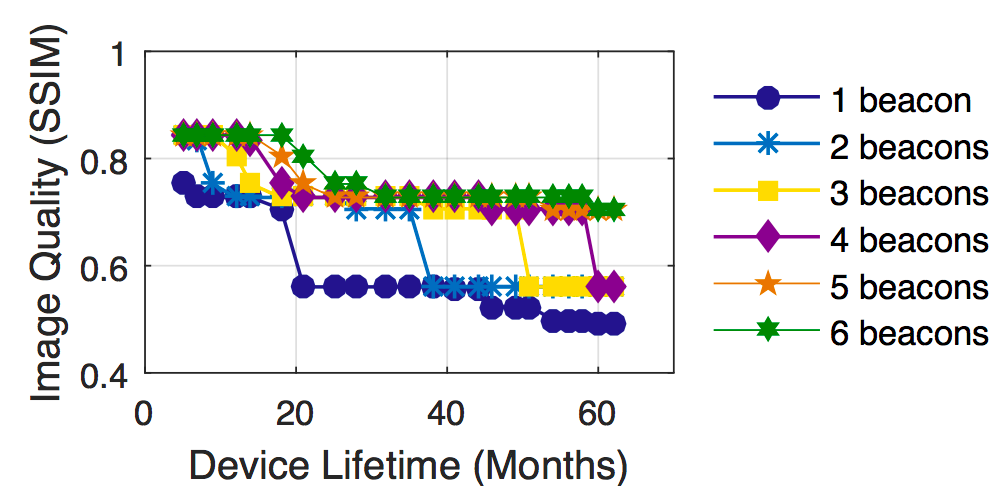 Image Quality (SSIM)
1
0.8
0.6
0.4
0
20
40
60
Device Lifetime (Months)
1 beacon
2 beacons
3 beacons
4 beacons
5 beacons
6 beacons